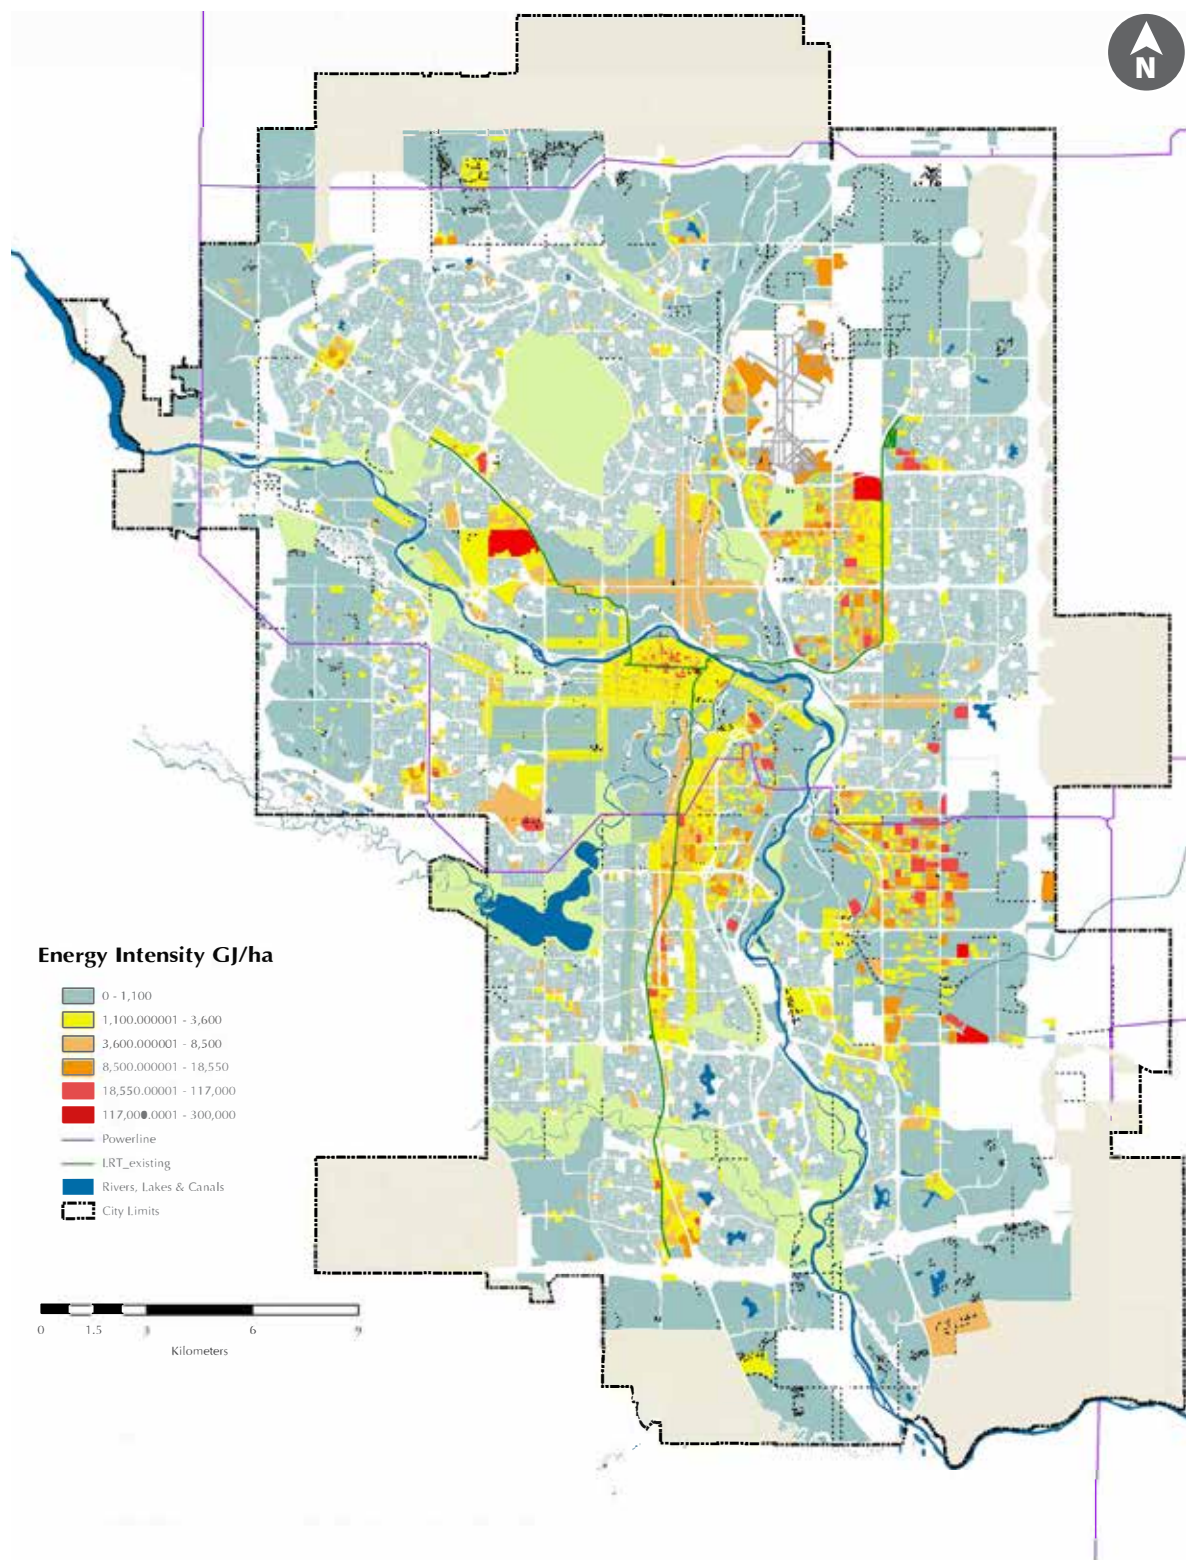 N
Energy Intensity GJ/ha
0 - 1,100
1,100.000001 - 3,600
3,600.000001 - 8,500
8,500.000001 - 18,550
18,550.00001 - 117,000
117,000.0001 - 300,000
Powerline
LRT_existing
Rivers, Lakes & Canals
City Limits
0 1.5 3 6 9
Kilometers